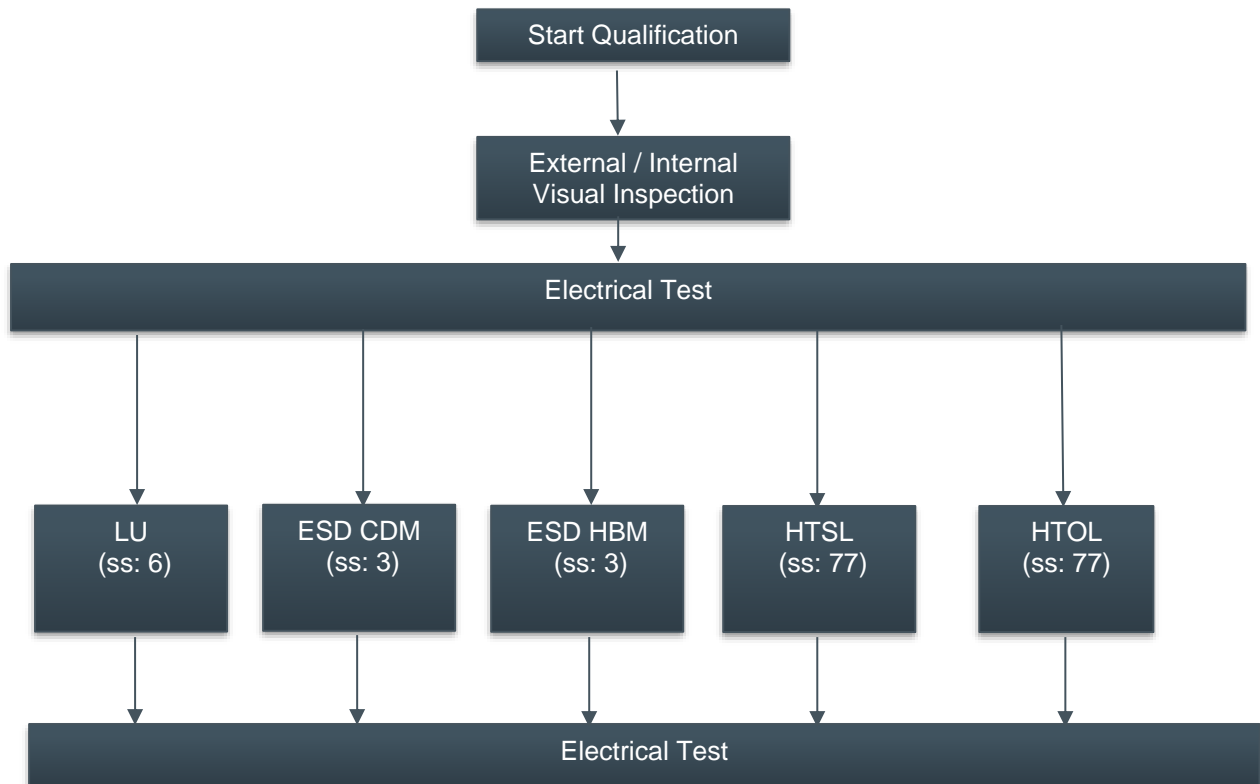 Start Qualification
External / Internal
Visual Inspection
Electrical Test
LU
(ss: 6)
ESD CDM
(ss: 3)
ESD HBM
(ss: 3)
HTSL
(ss: 77)
HTOL
(ss: 77)
Electrical Test